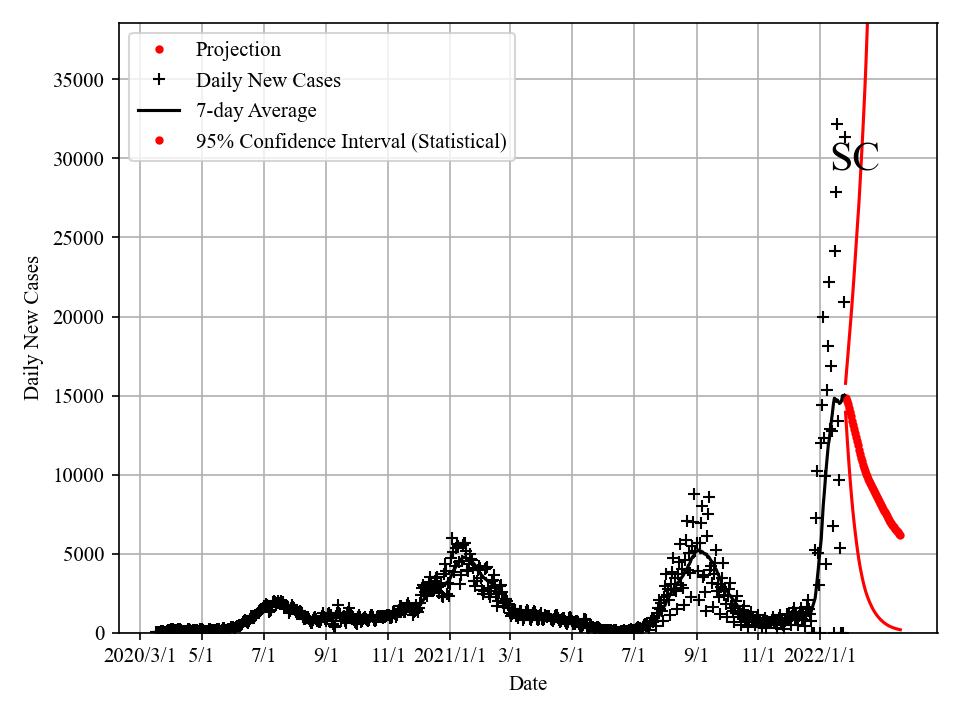 Projection
Daily New Cases
7-day Average
95% Confidence Interval (Statistical)
SC
Daily New Cases
35000
30000
25000
20000
15000
10000
5000
0
2020/3/1 5/1 7/1 9/1 11/1 2021/1/1 3/1 5/1 7/1 9/1 11/1 2022/1/1
Date